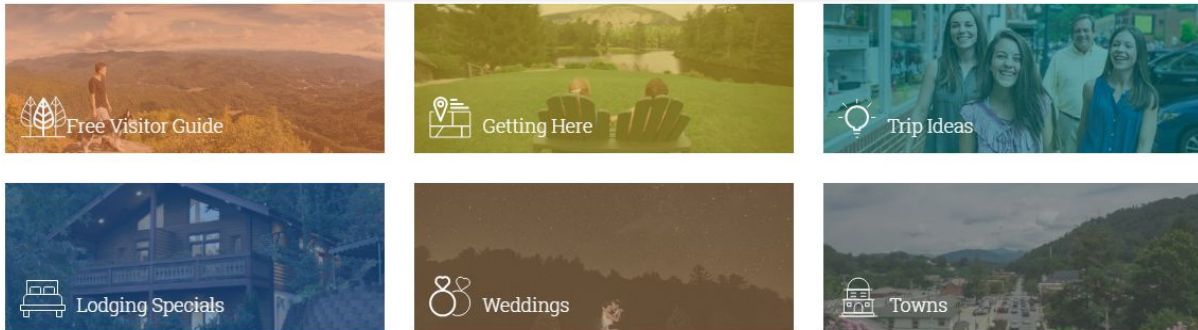 Free Visitor Guide
Getting Here
Trip Ideas
Lodging Specials
Weddings
Towns